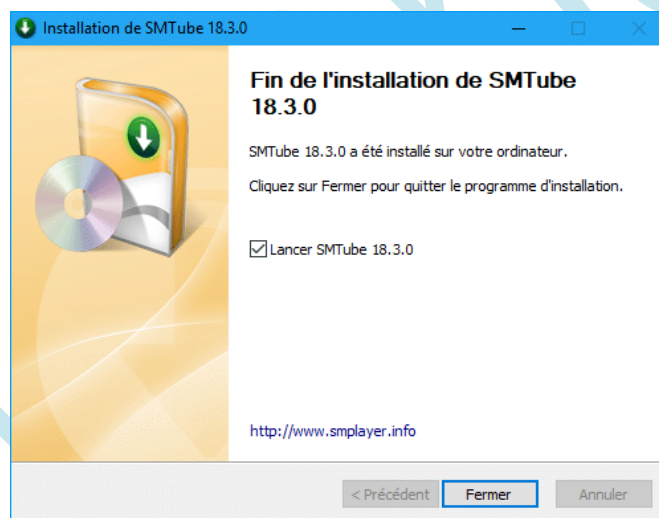 Installation de SMTube 18.3.0
Fin de l'installation de SMTube
18.3.0
SMTube 18.3.0 a été installé sur votre ordinateur.
Cliquez sur Fermer pour quitter le programme d'installation.
Lancer SMTube 18.3.0
http://www.smplayer.info
< Précédent Fermer Annuler